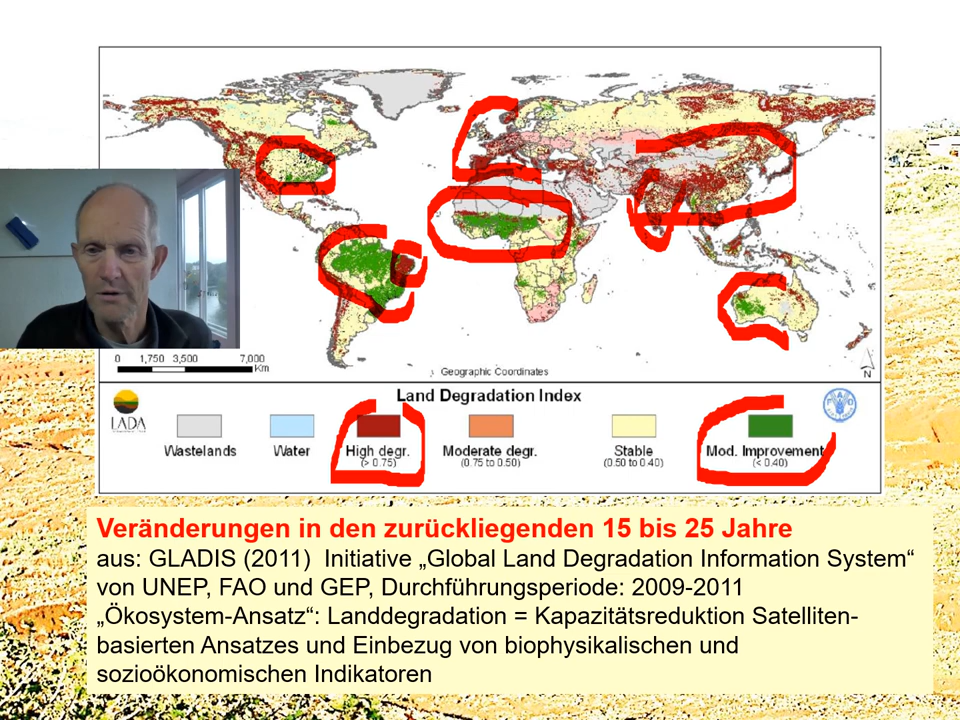 0 1,750 3,500 7,000
Km
Geographic Coordinates
N
Land Degradation Index
LADA
FAO
Wastelands
Water
High degr.
(> 0.75)
Moderate degr.
(0.75 to 0.50)
Stable
(0.50 to 0.40)
Mod. Improvement
(< 0.40)
Veränderungen in den zurückliegenden 15 bis 25 Jahre
aus: GLADIS (2011) Initiative „Global Land Degradation Information System“
von UNEP, FAO und GEP, Durchführungsperiode: 2009-2011
„Ökosystem-Ansatz“: Landdegradation = Kapazitätsreduktion Satelliten-
basierten Ansatzes und Einbezug von biophysikalischen und
sozioökonomischen Indikatoren